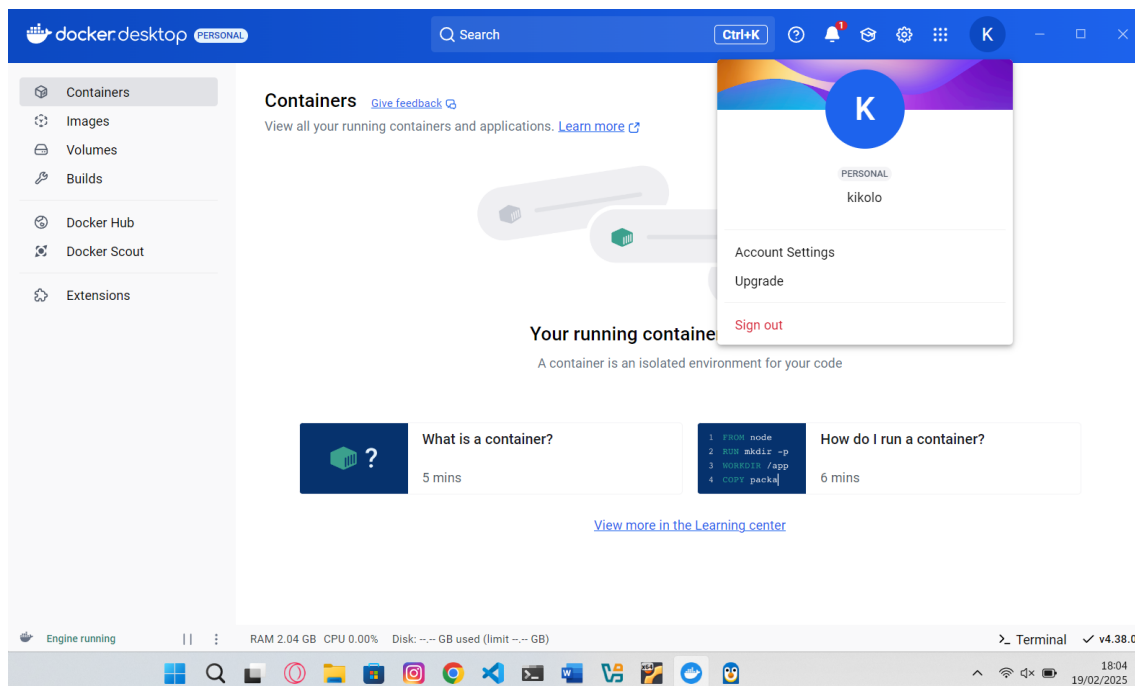 docker.desktop PERSONAL
Search
Ctrl+K
1
K
Containers
Images
Volumes
Builds
Docker Hub
Docker Scout
Extensions
Containers Give feedback
View all your running containers and applications. Learn more
K
PERSONAL
kikolo
Account Settings
Upgrade
Sign out
Your running containe
A container is an isolated environment for your code
?
What is a container?
5 mins
1 FROM node
2 RUN mkdir -p
3 WORKDIR /app
4 COPY packa
How do I run a container?
6 mins
View more in the Learning center
Engine running
RAM 2.04 GB CPU 0.00% Disk: --.-- GB used (limit --.-- GB)
Terminal
v4.38.0
18:04
19/02/2025